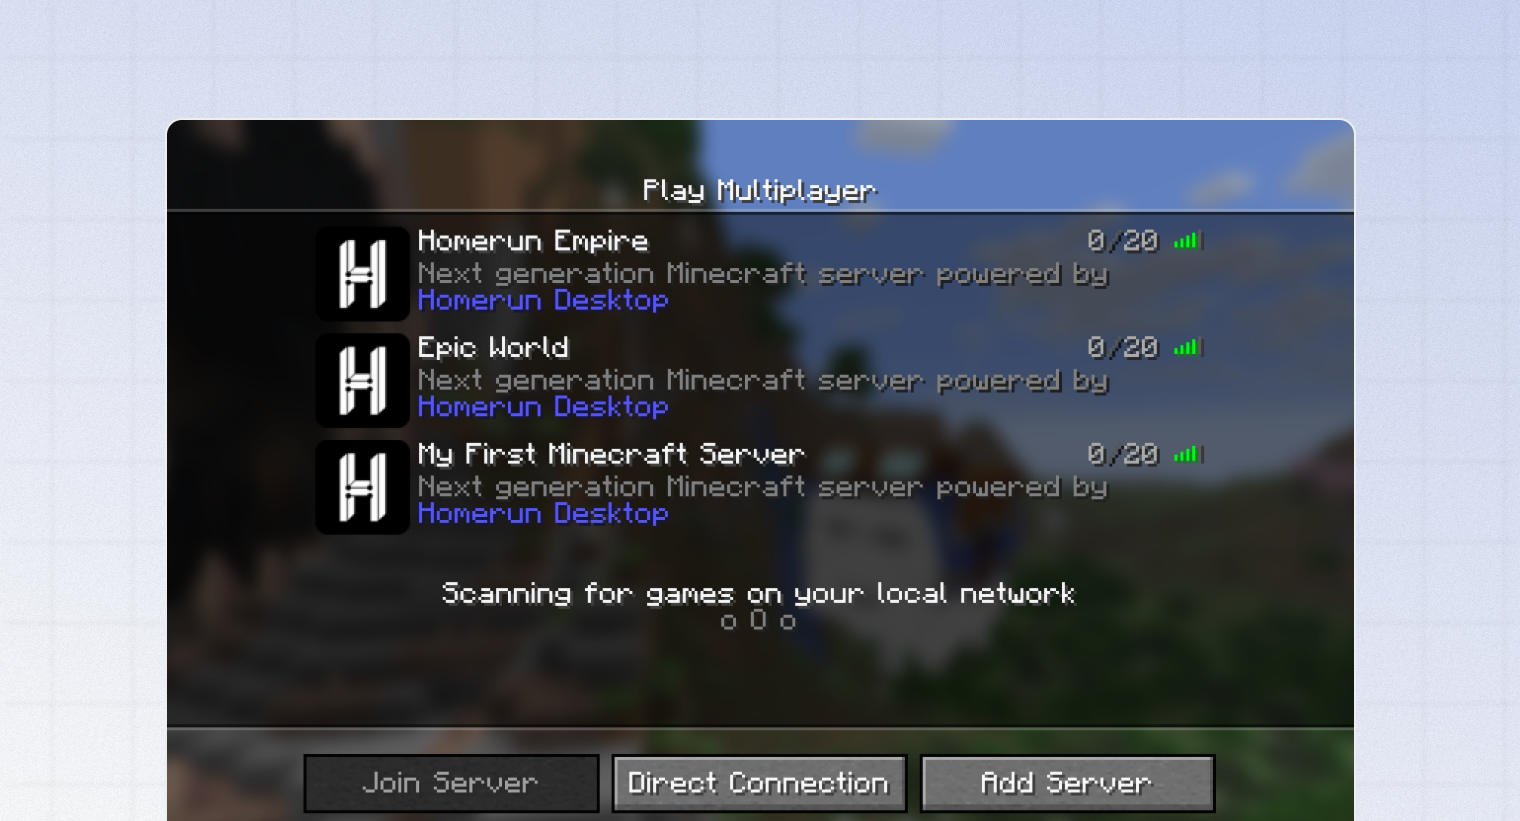 Play Multiplayer
Homerun Empire 0/20
Next generation Minecraft server powered by
Homerun Desktop
Epic World 0/20
Next generation Minecraft server powered by
Homerun Desktop
My First Minecraft Server 0/20
Next generation Minecraft server powered by
Homerun Desktop
Scanning for games on your local network
o O o
Join Server Direct Connection Add Server